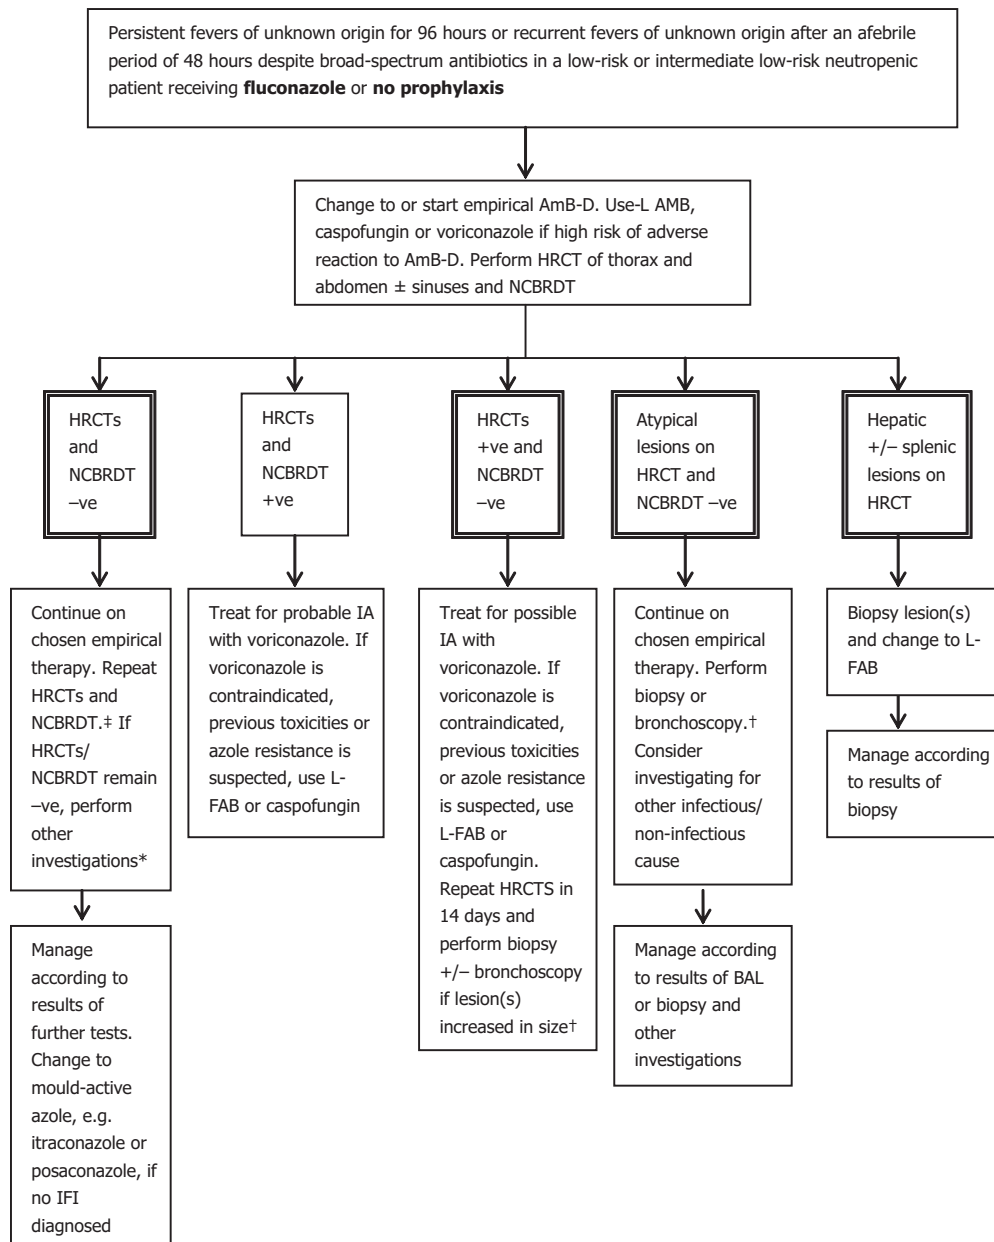 Persistent fevers of unknown origin for 96 hours or recurrent fevers of unknown origin after an afebrile
period of 48 hours despite broad-spectrum antibiotics in a low-risk or intermediate low-risk neutropenic
patient receiving fluconazole or no prophylaxis
Change to or start empirical AmB-D. Use-L AMB,
caspofungin or voriconazole if high risk of adverse
reaction to AmB-D. Perform HRCT of thorax and
abdomen ± sinuses and NCBRDT
HRCTs
and
NCBRDT
–ve
HRCTs
and
NCBRDT
+ve
HRCTs
+ve and
NCBRDT
–ve
Atypical
lesions on
HRCT and
NCBRDT –ve
Hepatic
+/– splenic
lesions on
HRCT
Continue on
chosen empirical
therapy. Repeat
HRCTs and
NCBRDT.‡ If
HRCTs/
NCBRDT remain
–ve, perform
other
investigations*
Treat for probable IA
with voriconazole. If
voriconazole is
contraindicated,
previous toxicities or
azole resistance is
suspected, use L-
FAB or caspofungin
Treat for possible
IA with
voriconazole. If
voriconazole is
contraindicated,
previous toxicities
or azole resistance
is suspected, use
L-FAB or
caspofungin.
Repeat HRCTS in
14 days and
perform biopsy
+/– bronchoscopy
if lesion(s)
increased in size†
Continue on
chosen empirical
therapy. Perform
biopsy or
bronchoscopy.†
Consider
investigating for
other infectious/
non-infectious
cause
Biopsy lesion(s)
and change to L-
FAB
Manage according
to results of
biopsy
Manage
according to
results of
further tests.
Change to
mould-active
azole, e.g.
itraconazole or
posaconazole, if
no IFI
diagnosed
Manage according
to results of BAL
or biopsy and
other
investigations